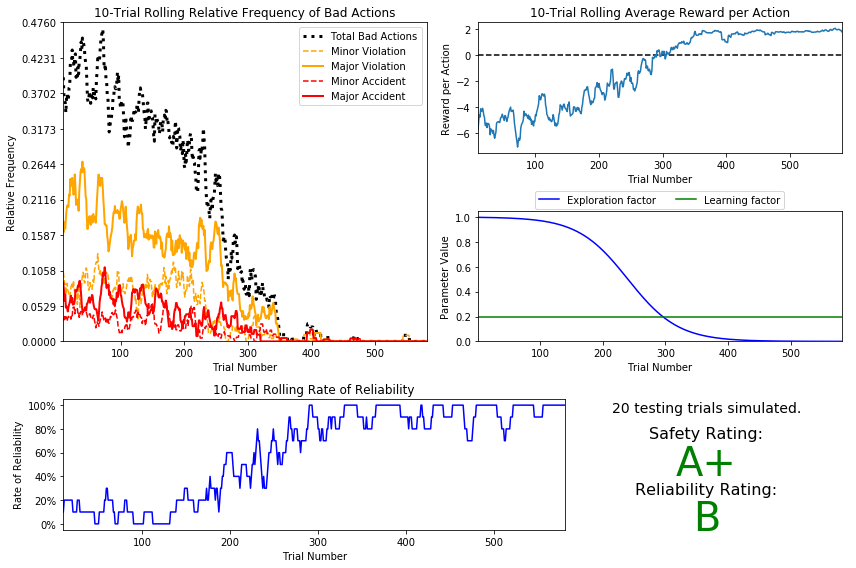 10-Trial Rolling Relative Frequency of Bad Actions
Relative Frequency
0.4760
0.4231
0.3702
0.3173
0.2644
0.2116
0.1587
0.1058
0.0529
0.0000
100 200 300 400 500
Trial Number
Total Bad Actions
Minor Violation
Major Violation
Minor Accident
Major Accident
10-Trial Rolling Average Reward per Action
Reward per Action
2
0
−2
−4
−6
100 200 300 400 500
Trial Number
Exploration factor Learning factor
Parameter Value
1.0
0.8
0.6
0.4
0.2
0.0
100 200 300 400 500
Trial Number
10-Trial Rolling Rate of Reliability
Rate of Reliability
100%
80%
60%
40%
20%
0%
100 200 300 400 500
Trial Number
20 testing trials simulated.
Safety Rating:
A+
Reliability Rating:
B